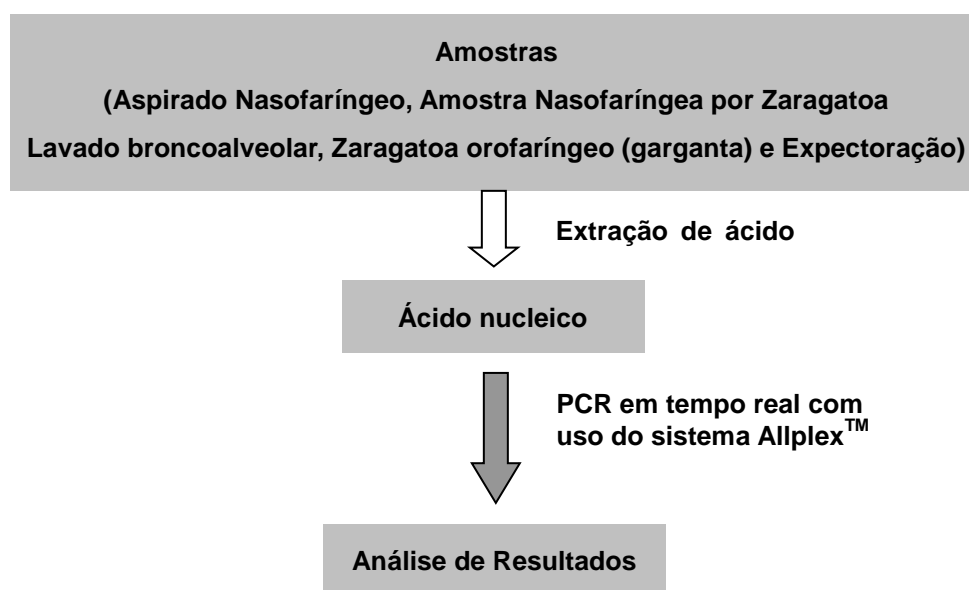 Amostras
(Aspirado Nasofaríngeo, Amostra Nasofaríngea por Zaragatoa
Lavado broncoalveolar, Zaragatoa orofaríngeo (garganta) e Expectoração)
Extração de ácido
Ácido nucleico
PCR em tempo real com
uso do sistema Allplex™
Análise de Resultados